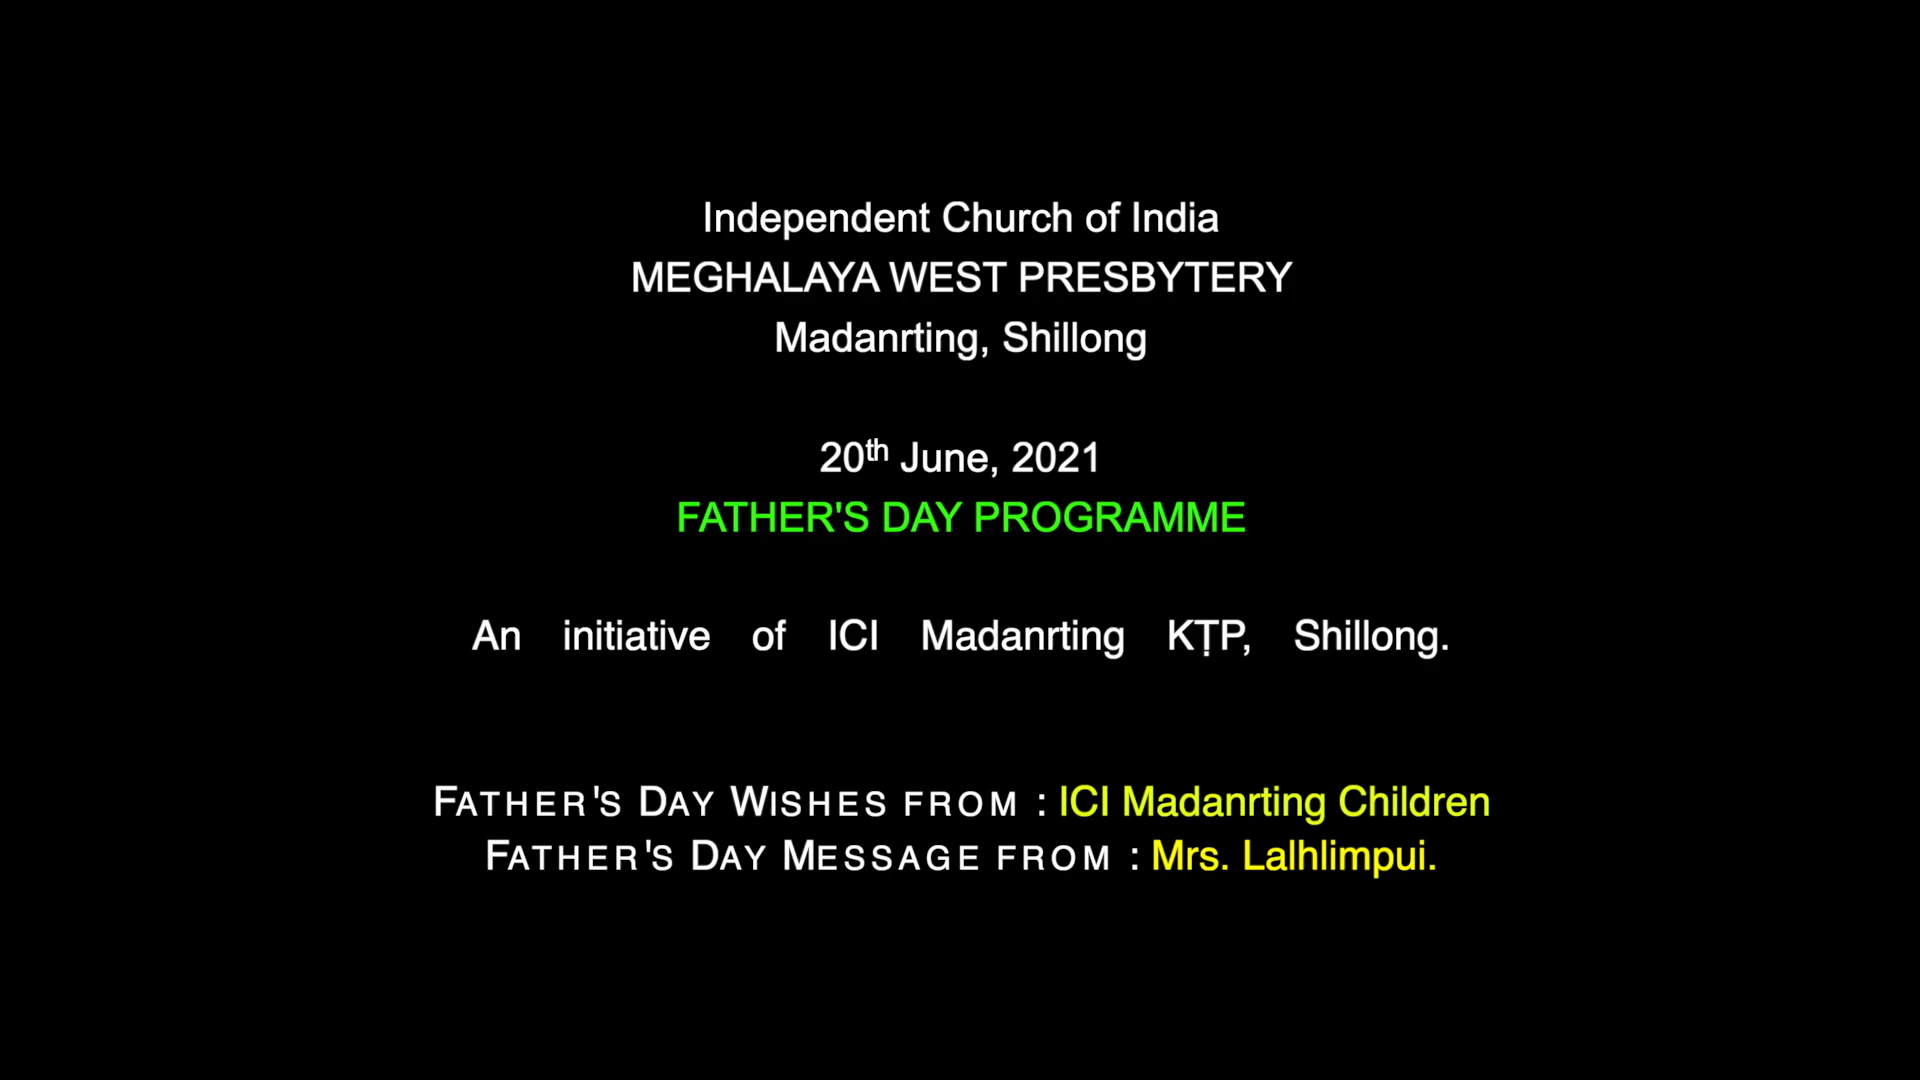 Independent Church of India
MEGHALAYA WEST PRESBYTERY
Madanrting, Shillong
20th June, 2021
FATHER'S DAY PROGRAMME
An initiative of ICI Madanrting KṬP, Shillong.
FATHER'S DAY WISHES FROM : ICI Madanrting Children
FATHER'S DAY MESSAGE FROM : Mrs. Lalhlimpui.